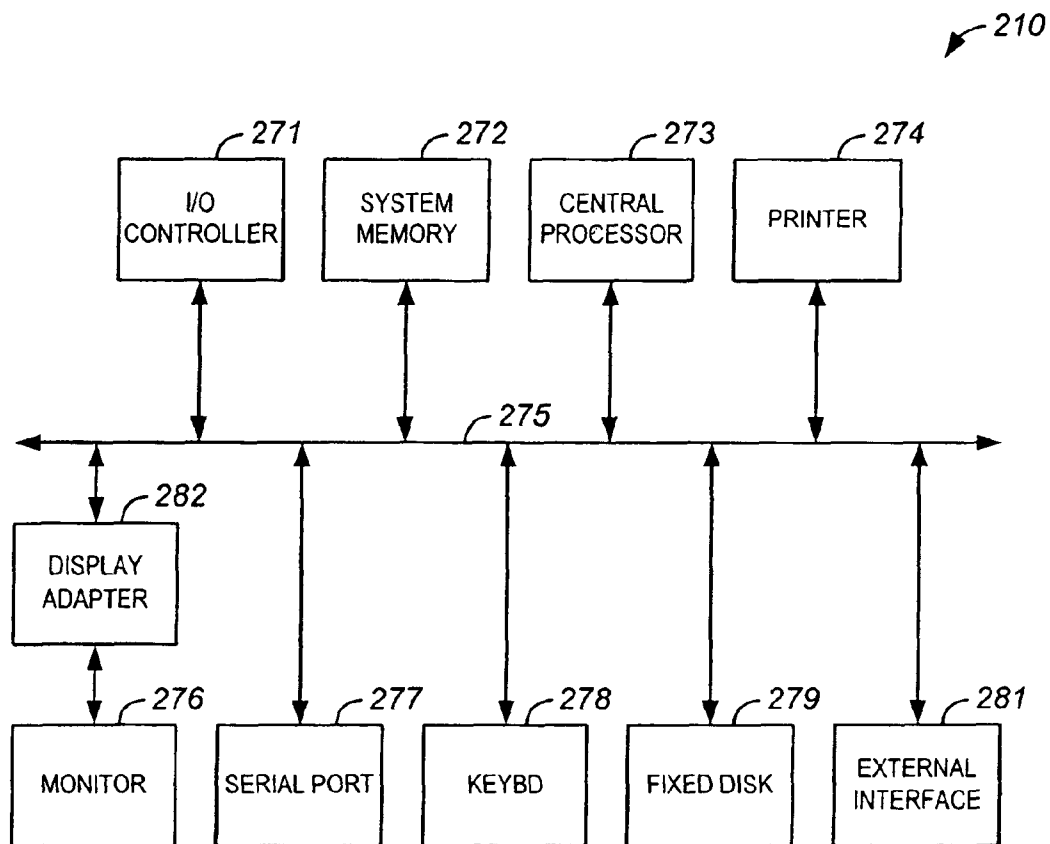 210
271
272
273
274
I/O
CONTROLLER
SYSTEM
MEMORY
CENTRAL
PROCESSOR
PRINTER
275
282
DISPLAY
ADAPTER
276
277
278
279
281
MONITOR
SERIAL PORT
KEYBD
FIXED DISK
EXTERNAL
INTERFACE